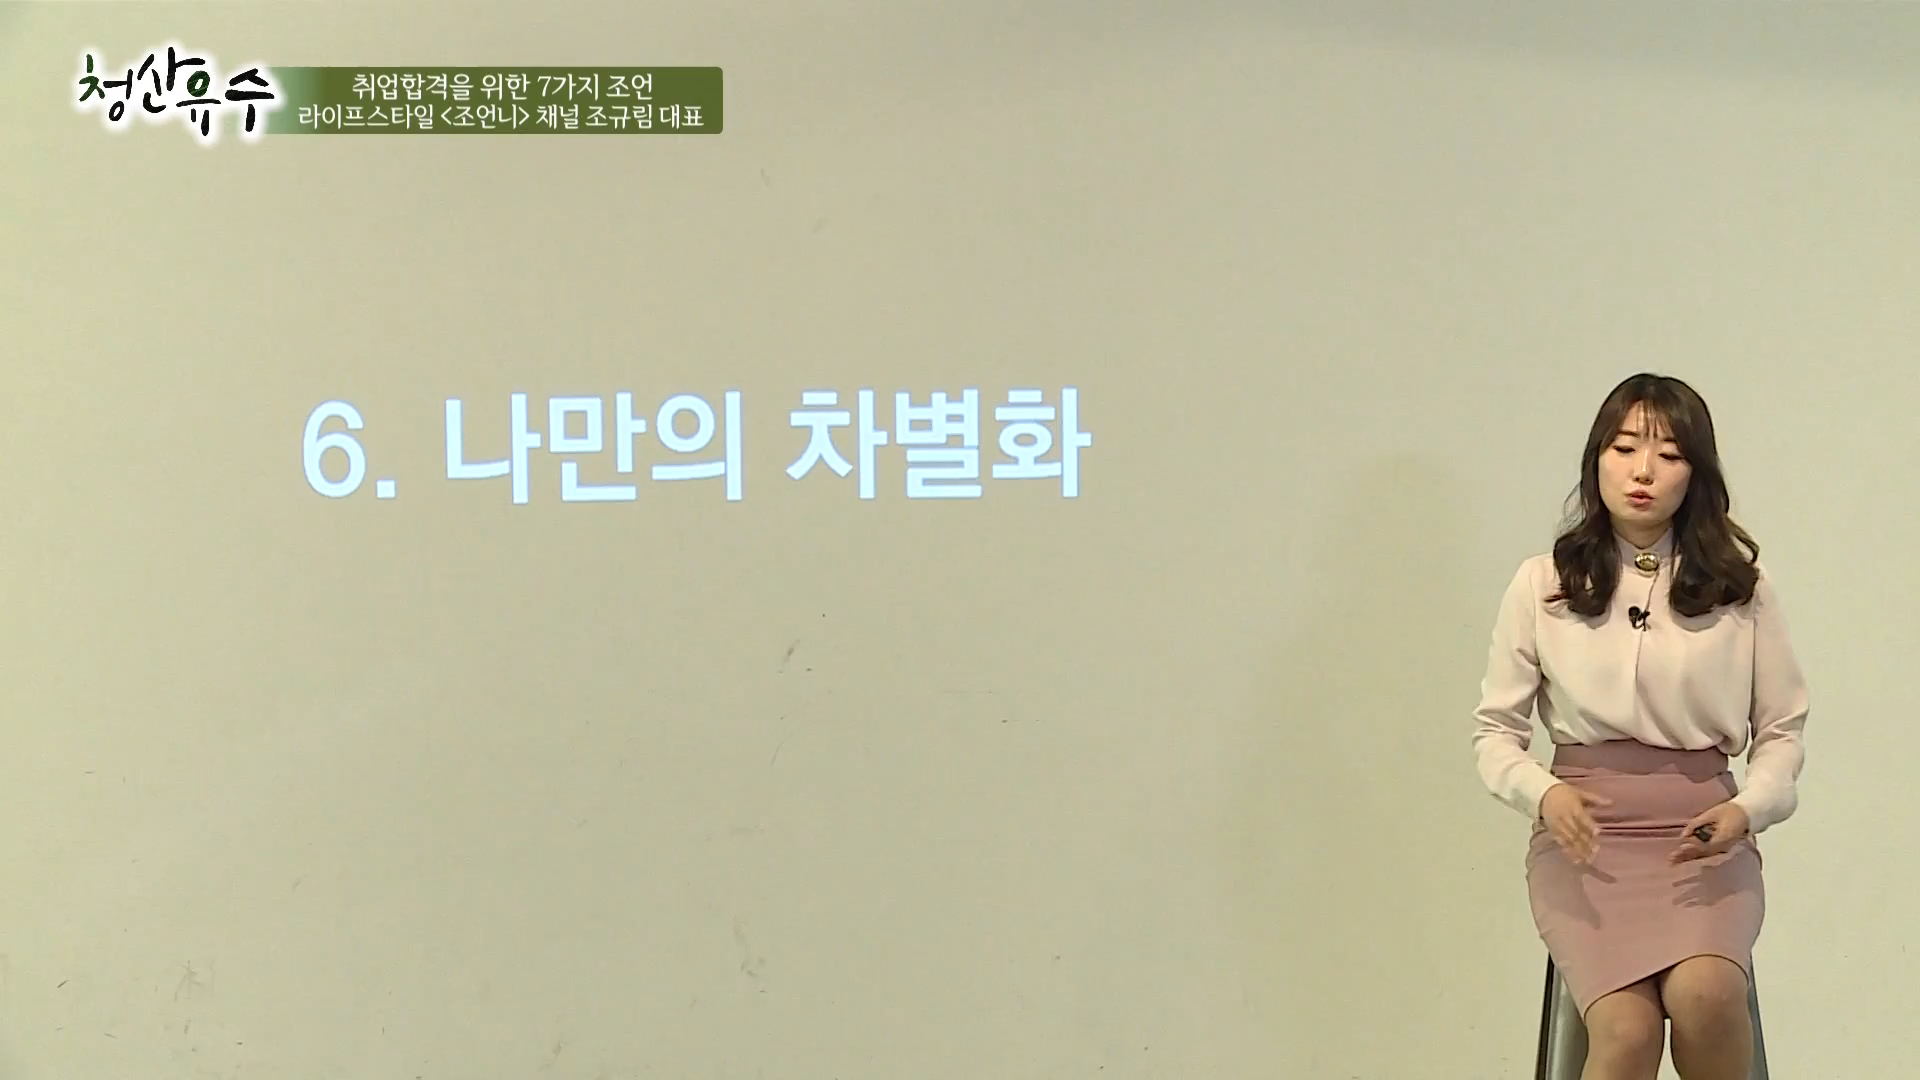 청산유수
취업합격을 위한 7가지 조언
라이프스타일 <조언니> 채널 조규림 대표
6. 나만의 차별화